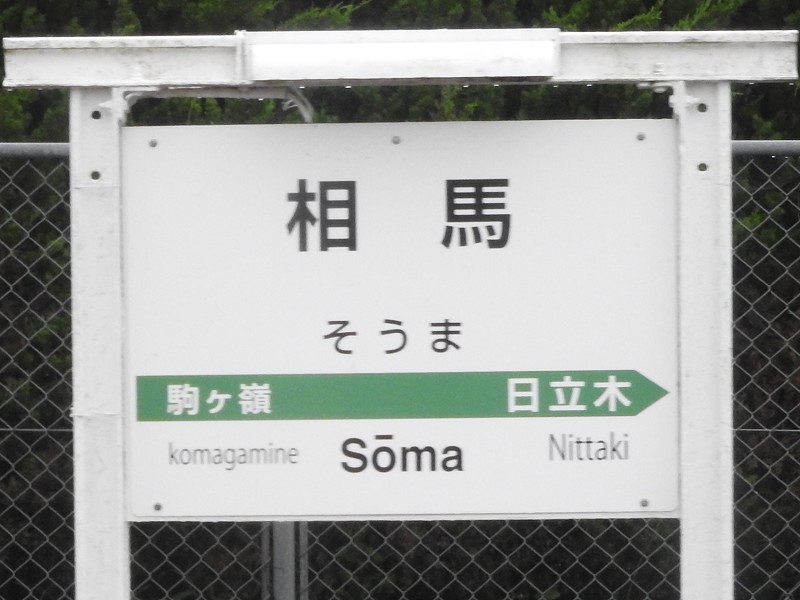 相 馬
そうま
駒ヶ嶺 日立木
komagamine Sōma Nittaki